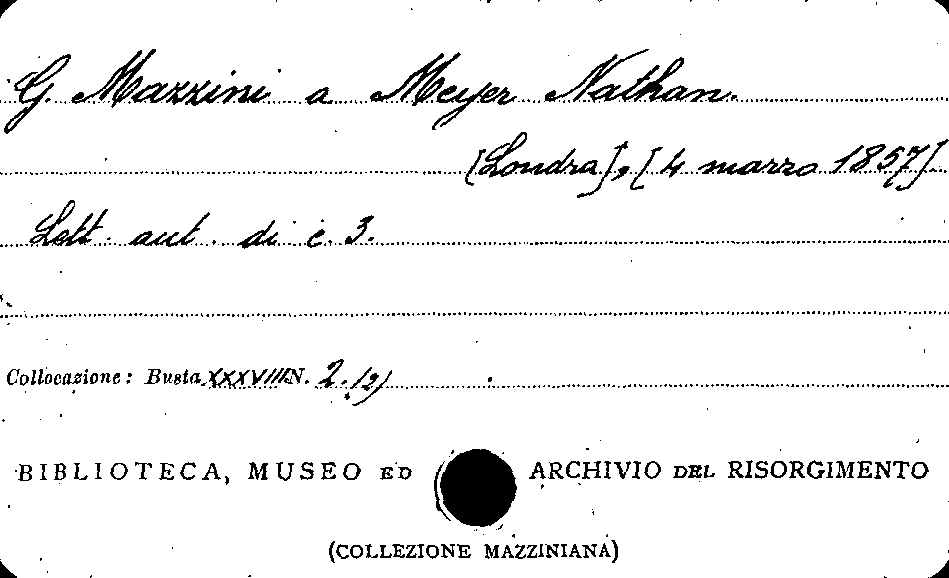 G. Mazzini a Meyer Nathan.
[Londra], [4 marzo 1857]
Lett. aut. di c. 3.
Collocazione: Busta XXXVIII N. 2.(2)
BIBLIOTECA, MUSEO ED ARCHIVIO DEL RISORGIMENTO
(COLLEZIONE MAZZINIANA)